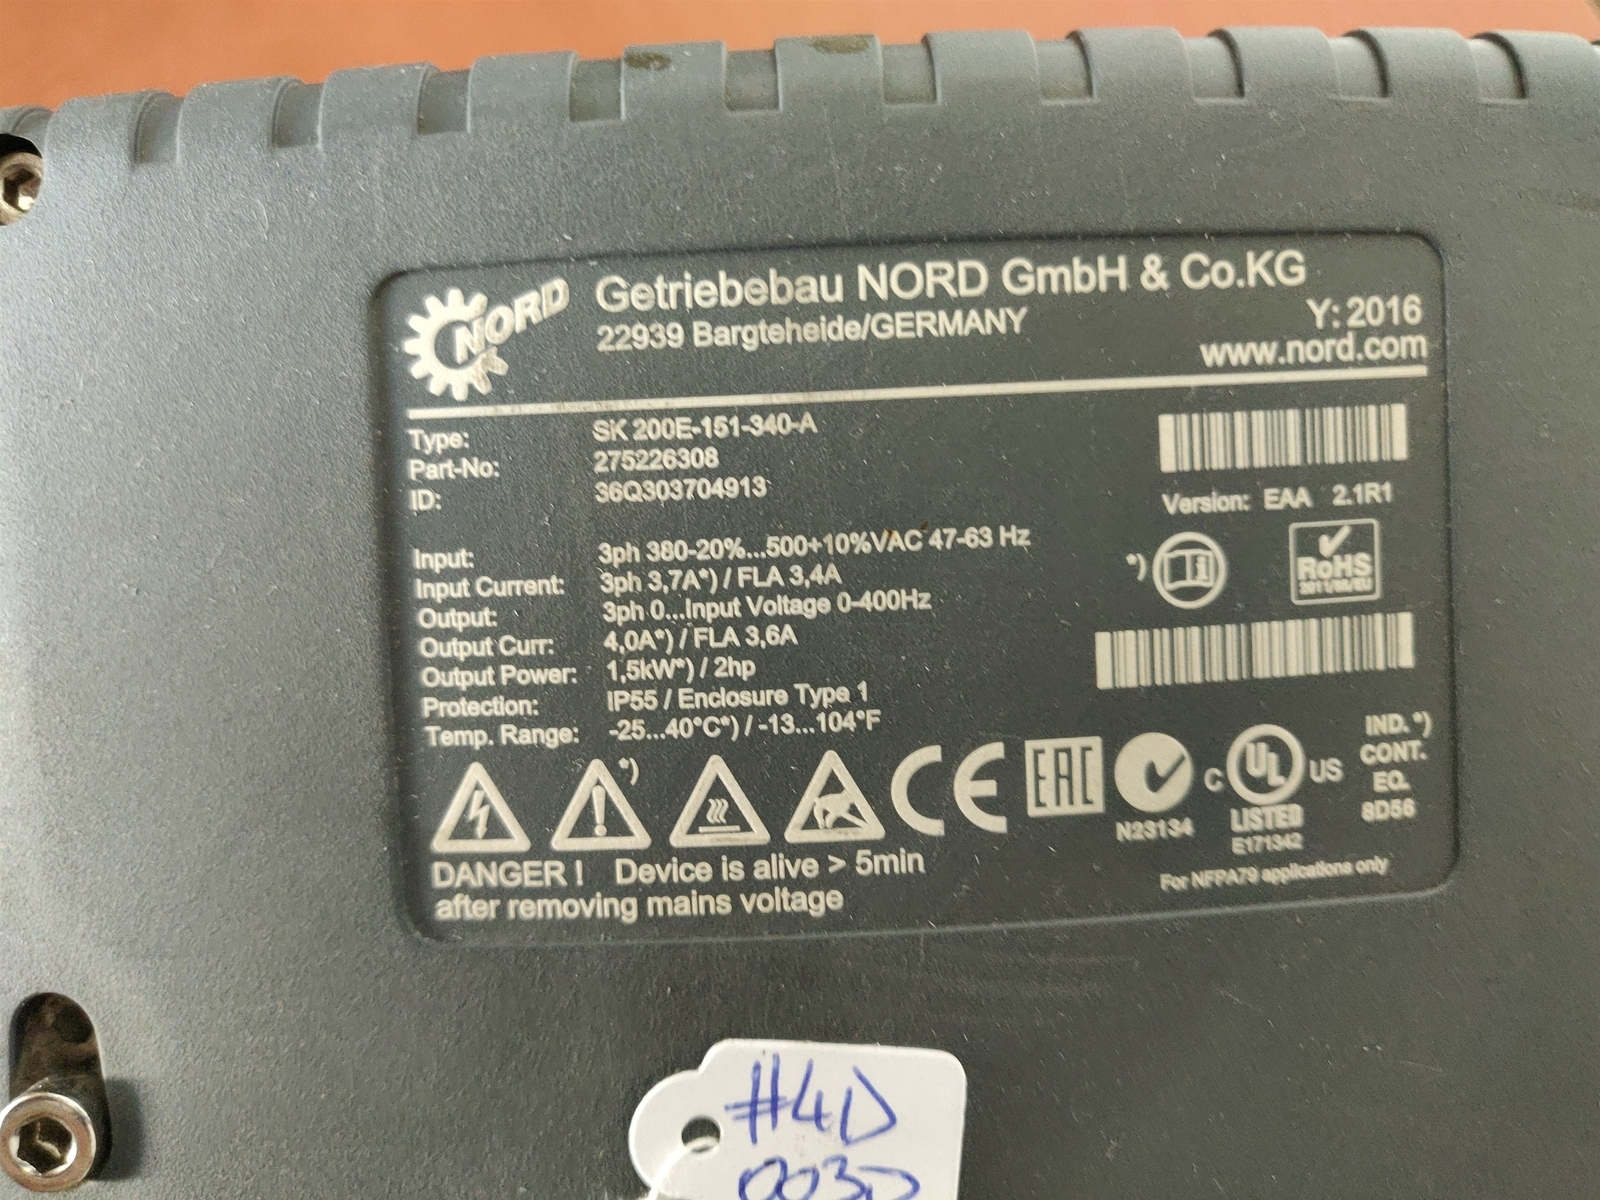 NORD
Getriebebau NORD GmbH & Co.KG
22939 Bargteheide/GERMANY
Y: 2016
www.nord.com
Type: SK 200E-151-340-A
Part-No: 275226308
ID: 36Q303704913
Version: EAA 2.1R1
Input: 3ph 380-20%...500+10%VAC 47-63 Hz
Input Current: 3ph 3,7A*) / FLA 3,4A
Output: 3ph 0...Input Voltage 0-400Hz
Output Curr: 4,0A*) / FLA 3,6A
Output Power: 1,5kW*) / 2hp
Protection: IP55 / Enclosure Type 1
Temp. Range: -25...40°C*) / -13...104°F
*)
i
RoHS
2011/65/EU
*)
CE
EAC
N23134
C UL US
LISTED
E171342
IND. *)
CONT.
EQ.
8D56
DANGER ! Device is alive > 5min
after removing mains voltage
For NFPA79 applications only
#4D
0030